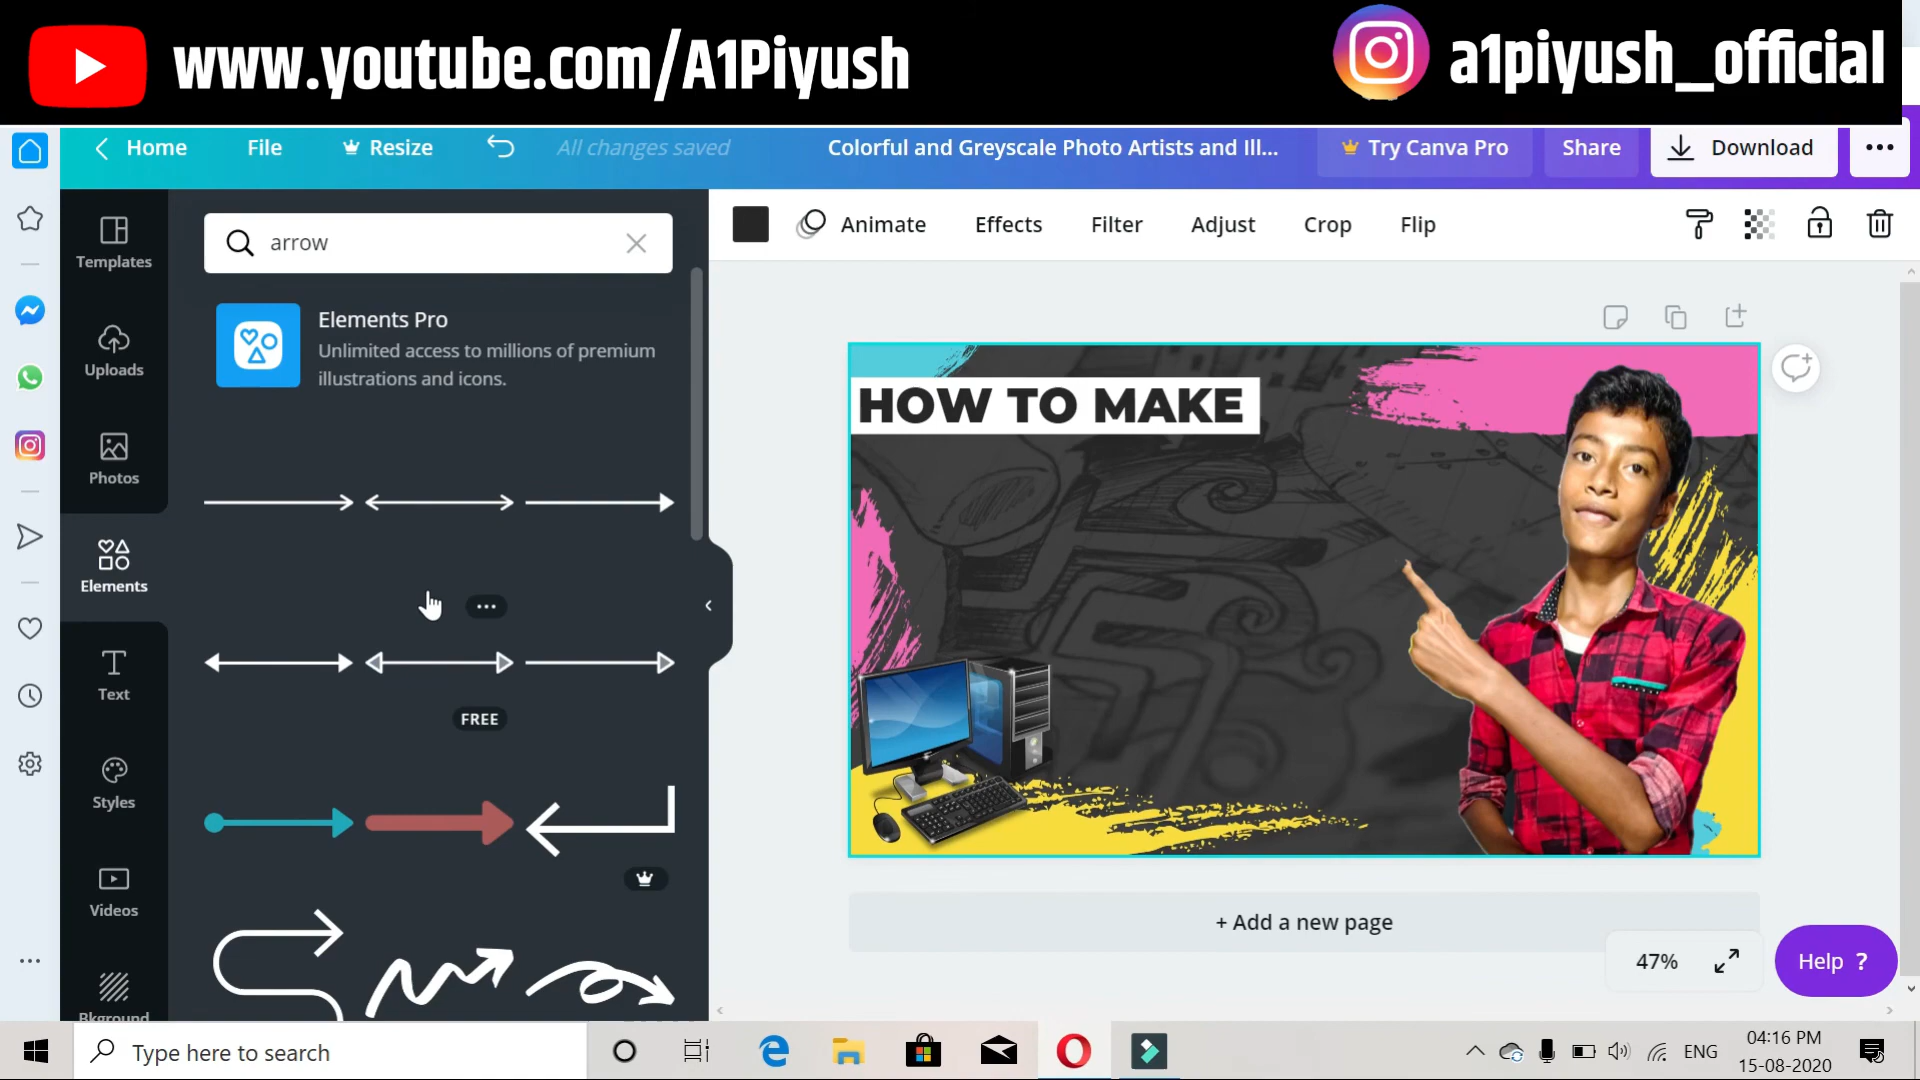 www.youtube.com/A1Piyush
a1piyush_official
Home
File
Resize
All changes saved
Colorful and Greyscale Photo Artists and Ill...
Try Canva Pro
Share
Download
Templates
Uploads
Photos
Elements
Text
Styles
Videos
Bkground
arrow
Elements Pro
Unlimited access to millions of premium
illustrations and icons.
FREE
Animate
Effects
Filter
Adjust
Crop
Flip
HOW TO MAKE
+ Add a new page
47%
Help ?
Type here to search
ENG
04:16 PM
15-08-2020